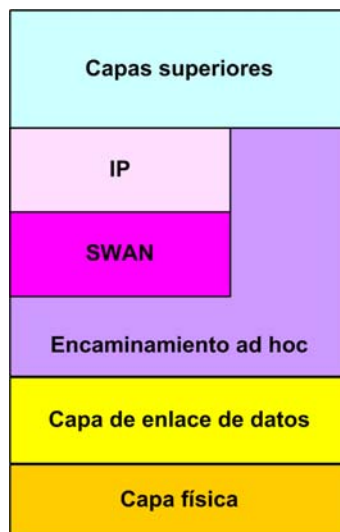 Capas superiores
IP
SWAN
Encaminamiento ad hoc
Capa de enlace de datos
Capa física